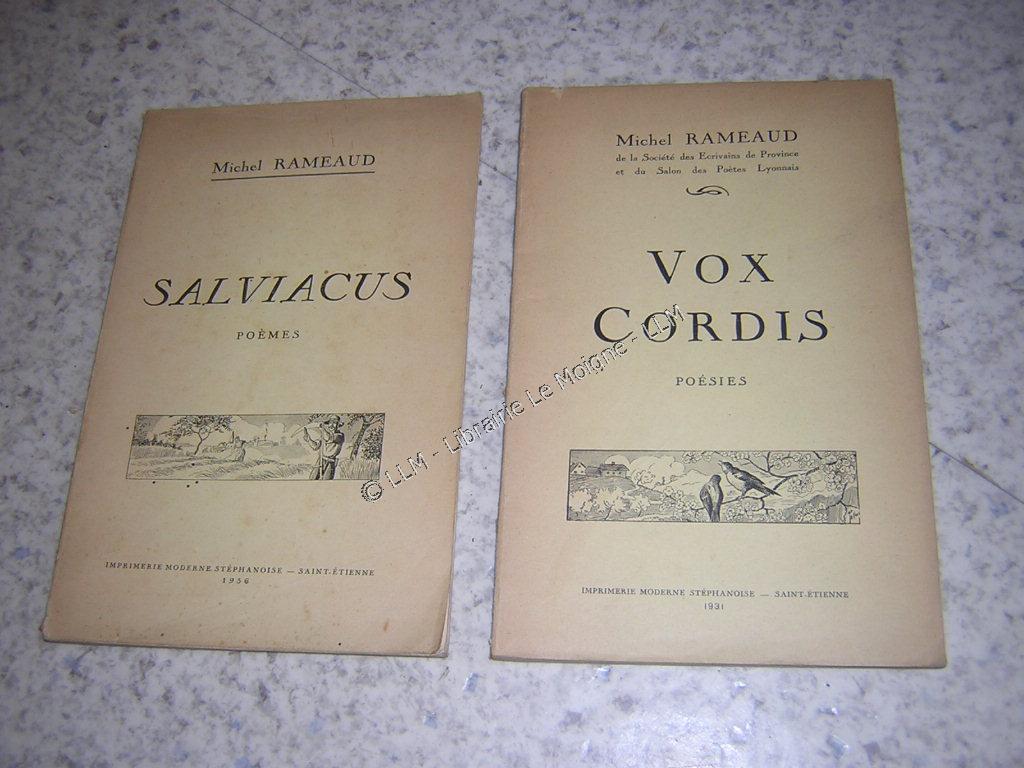 Michel RAMEAUD
SALVIACUS
POÈMES
IMPRIMERIE MODERNE STÉPHANOISE — SAINT-ÉTIENNE
1936
Michel RAMEAUD
de la Société des Ecrivains de Province
et du Salon des Poètes Lyonnais
VOX
CORDIS
POÉSIES
IMPRIMERIE MODERNE STÉPHANOISE — SAINT-ÉTIENNE
1931
© LLM - Librairie Le Moigne - LLM